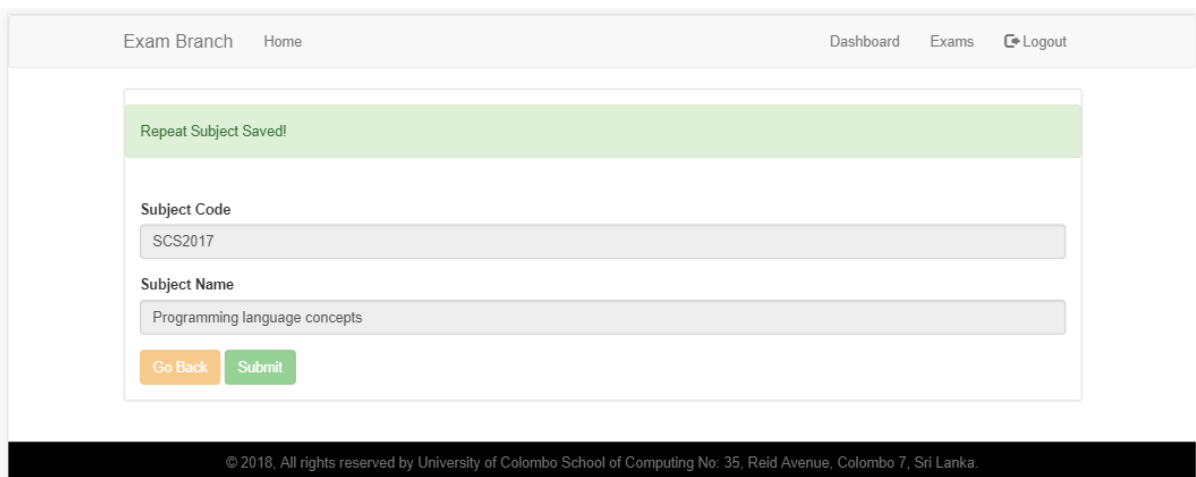 Exam Branch Home Dashboard Exams Logout
Repeat Subject Saved!
Subject Code
SCS2017
Subject Name
Programming language concepts
Go Back Submit
© 2018, All rights reserved by University of Colombo School of Computing No: 35, Reid Avenue, Colombo 7, Sri Lanka.